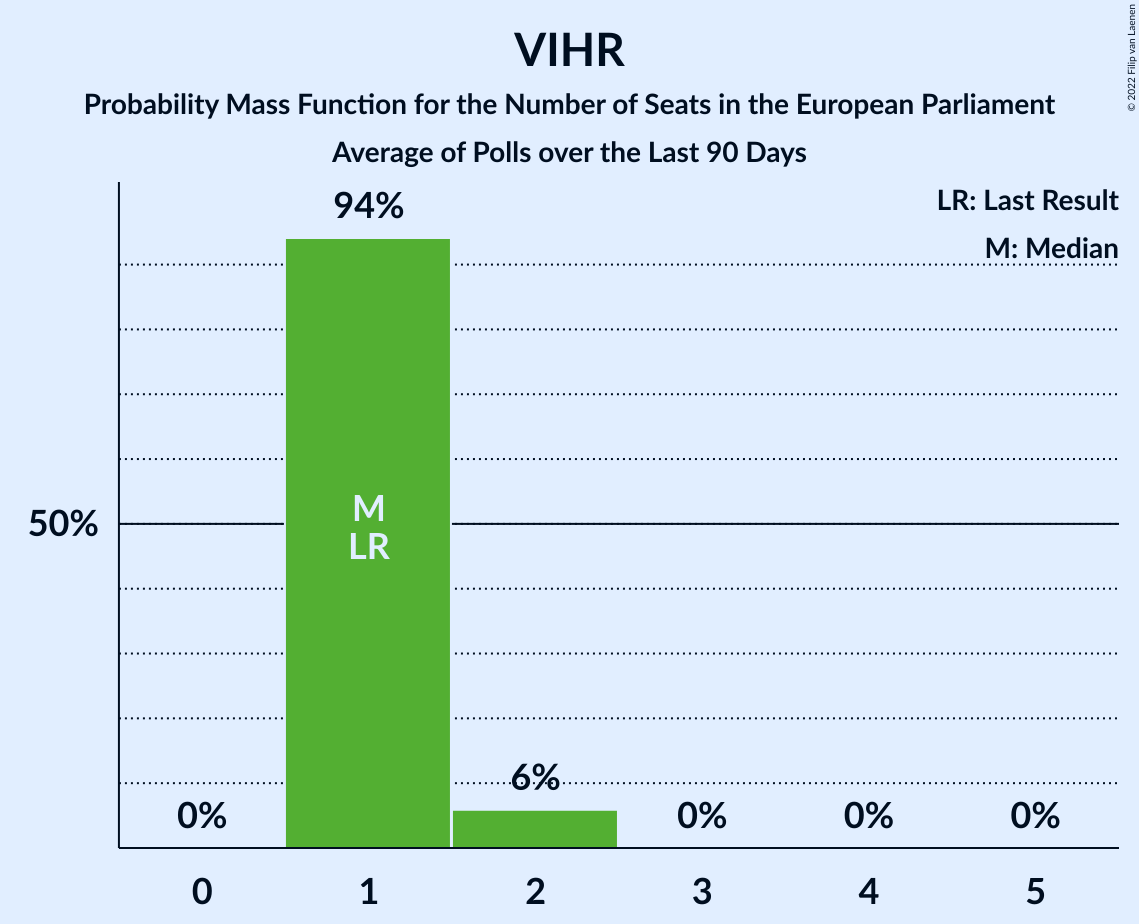 VIHR
Probability Mass Function for the Number of Seats in the European Parliament
Average of Polls over the Last 90 Days
© 2022 Filip van Laenen
LR: Last Result
M: Median
94%
M
LR
50%
6%
0%
0%
0%
0%
0
1
2
3
4
5